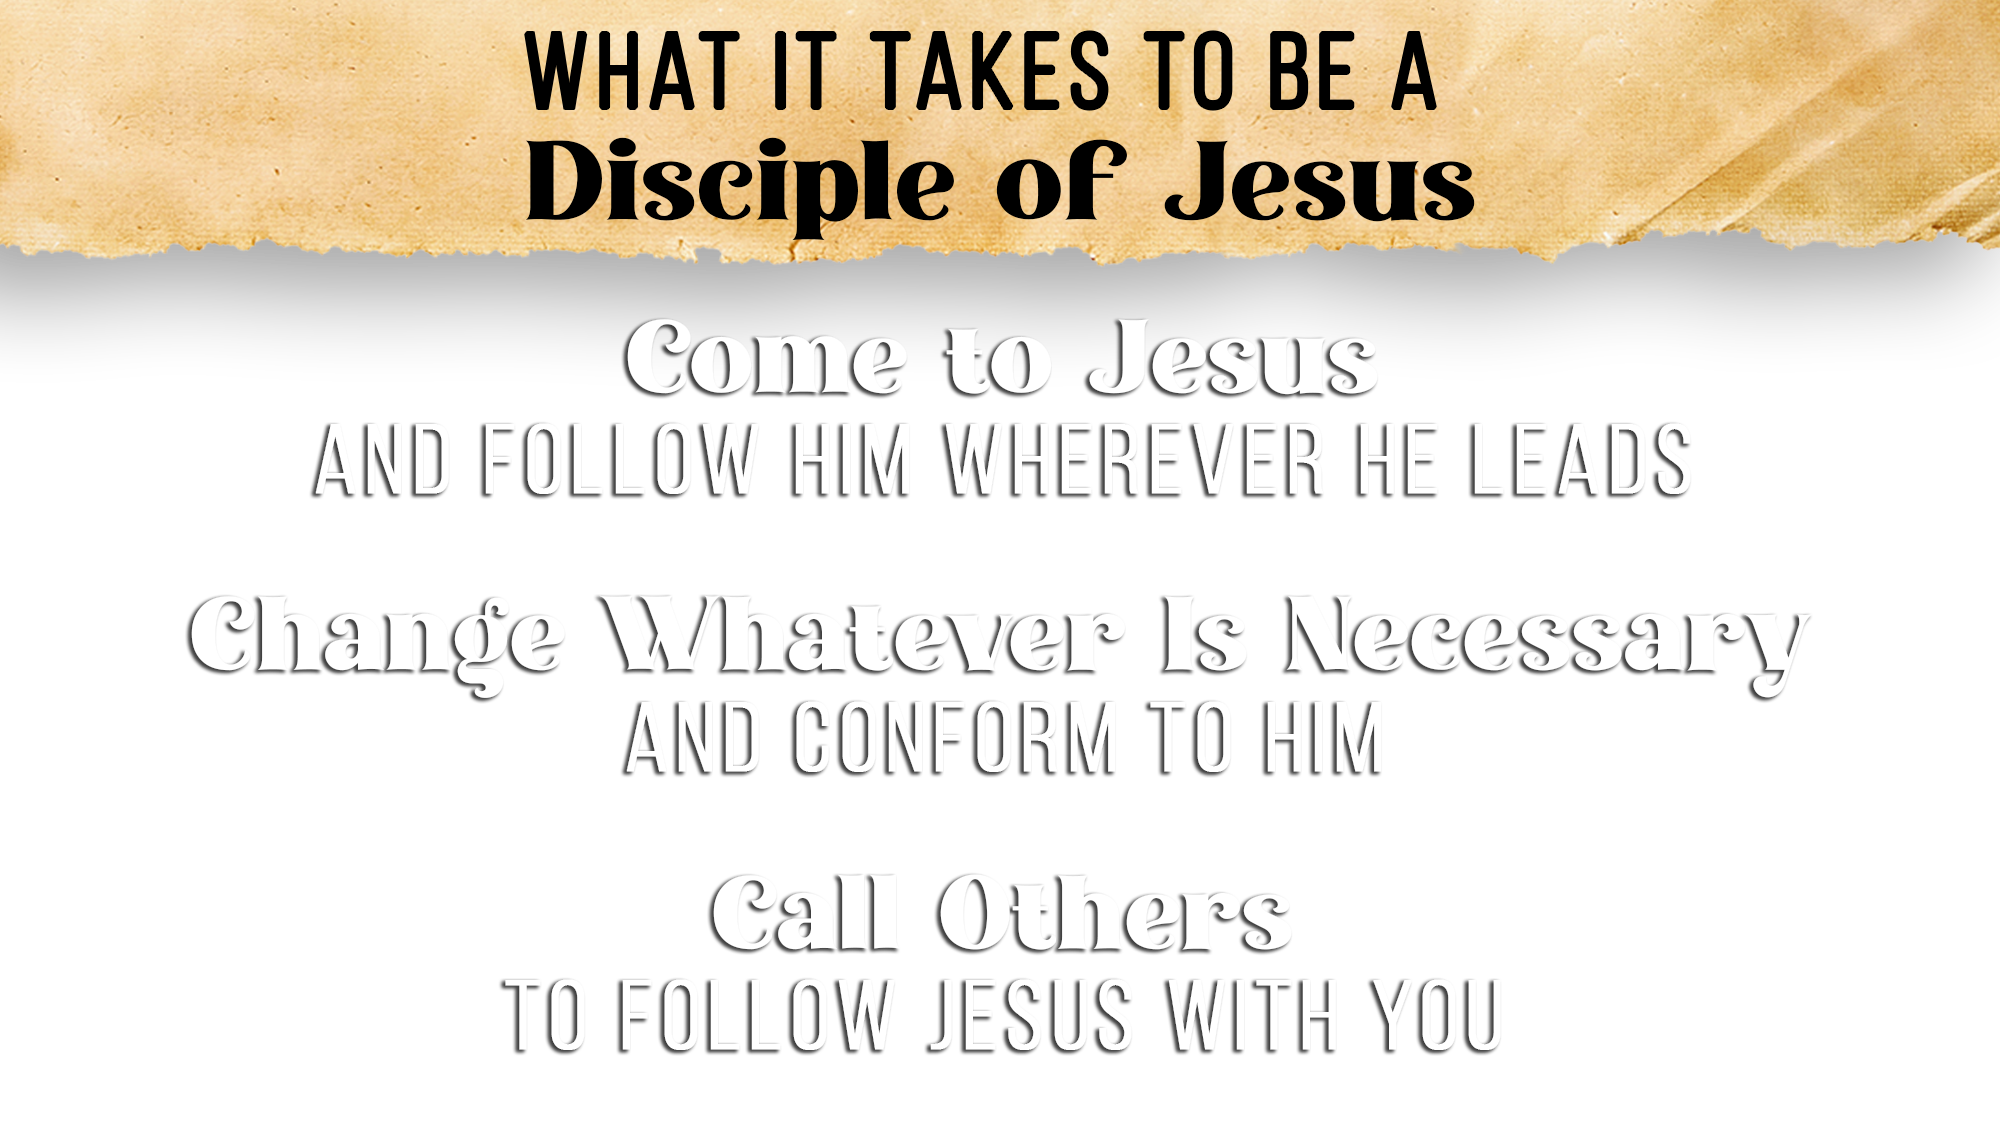 WHAT IT TAKES TO BE A
Disciple of Jesus
Come to Jesus
AND FOLLOW HIM WHEREVER HE LEADS
Change Whatever Is Necessary
AND CONFORM TO HIM
Call Others
TO FOLLOW JESUS WITH YOU